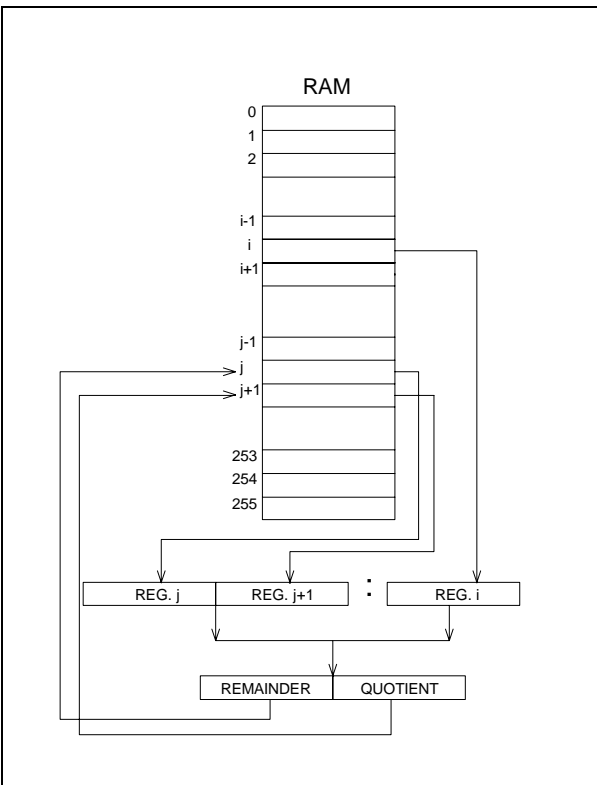 RAM
0
1
2
i-1
i
i+1
j-1
j
j+1
253
254
255
REG. j REG. j+1 : REG. i
REMAINDER QUOTIENT